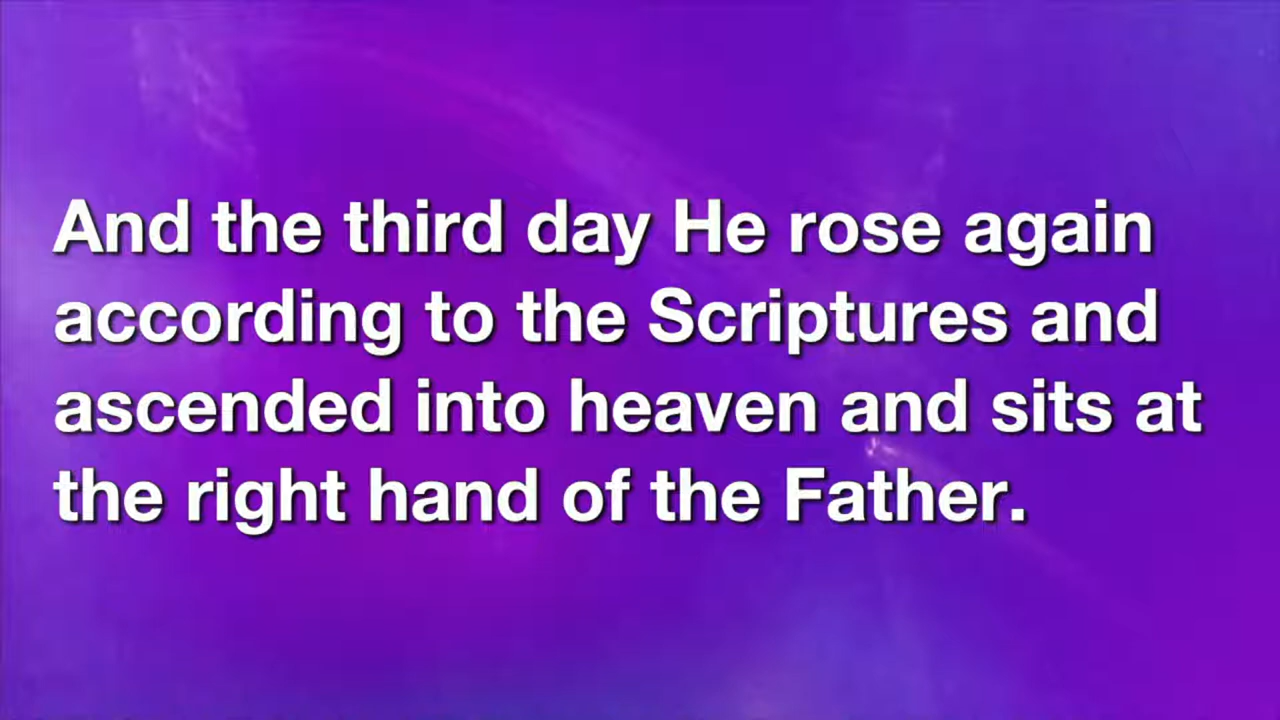 And the third day He rose again
according to the Scriptures and
ascended into heaven and sits at
the right hand of the Father.